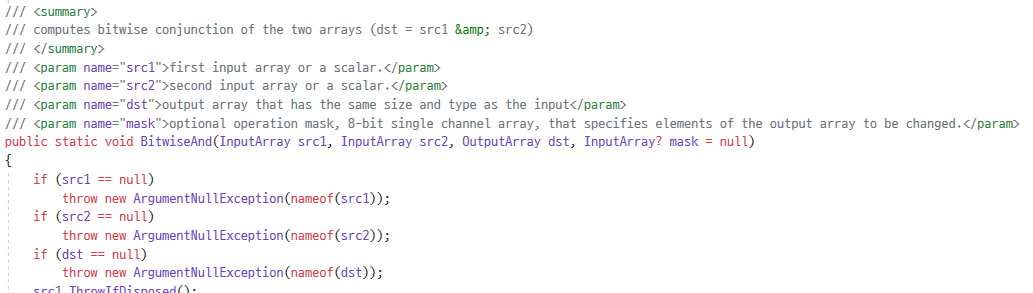 /// <summary>
/// computes bitwise conjunction of the two arrays (dst = src1 &amp; src2)
/// </summary>
/// <param name="src1">first input array or a scalar.</param>
/// <param name="src2">second input array or a scalar.</param>
/// <param name="dst">output array that has the same size and type as the input</param>
/// <param name="mask">optional operation mask, 8-bit single channel array, that specifies elements of the output array to be changed.</param>
public static void BitwiseAnd(InputArray src1, InputArray src2, OutputArray dst, InputArray? mask = null)
{
    if (src1 == null)
        throw new ArgumentNullException(nameof(src1));
    if (src2 == null)
        throw new ArgumentNullException(nameof(src2));
    if (dst == null)
        throw new ArgumentNullException(nameof(dst));
    src1.ThrowIfDisposed();